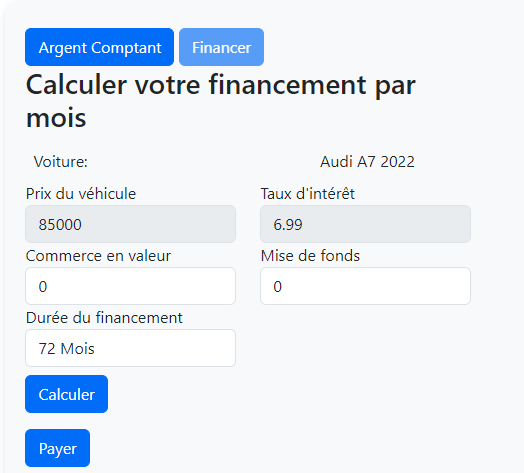 Argent Comptant Financer
Calculer votre financement par
mois
Voiture: Audi A7 2022
Prix du véhicule Taux d'intérêt
85000 6.99
Commerce en valeur Mise de fonds
0 0
Durée du financement
72 Mois
Calculer
Payer